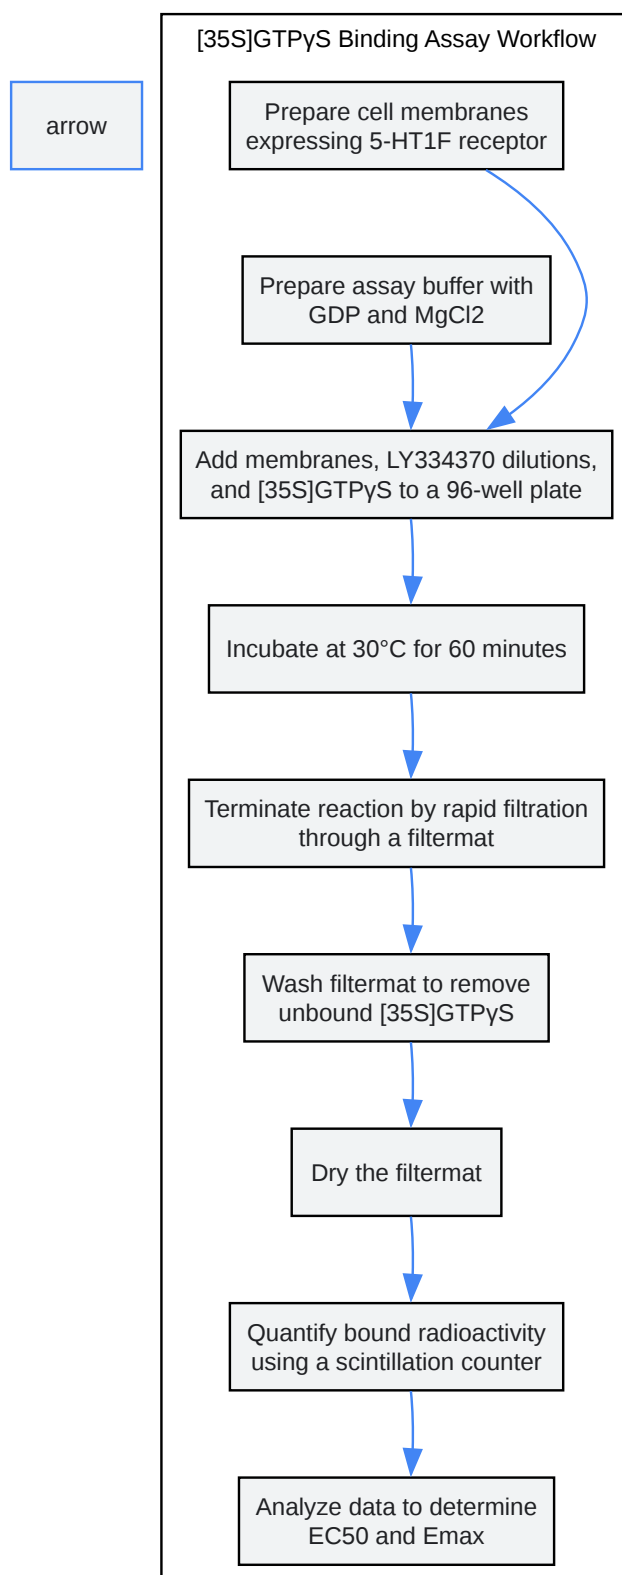 [35S]GTPγS Binding Assay Workflow
arrow
Prepare cell membranes
expressing 5-HT1F receptor
Prepare assay buffer with
GDP and MgCl2
Add membranes, LY334370 dilutions,
and [35S]GTPγS to a 96-well plate
Incubate at 30°C for 60 minutes
Terminate reaction by rapid filtration
through a filtermat
Wash filtermat to remove
unbound [35S]GTPγS
Dry the filtermat
Quantify bound radioactivity
using a scintillation counter
Analyze data to determine
EC50 and Emax